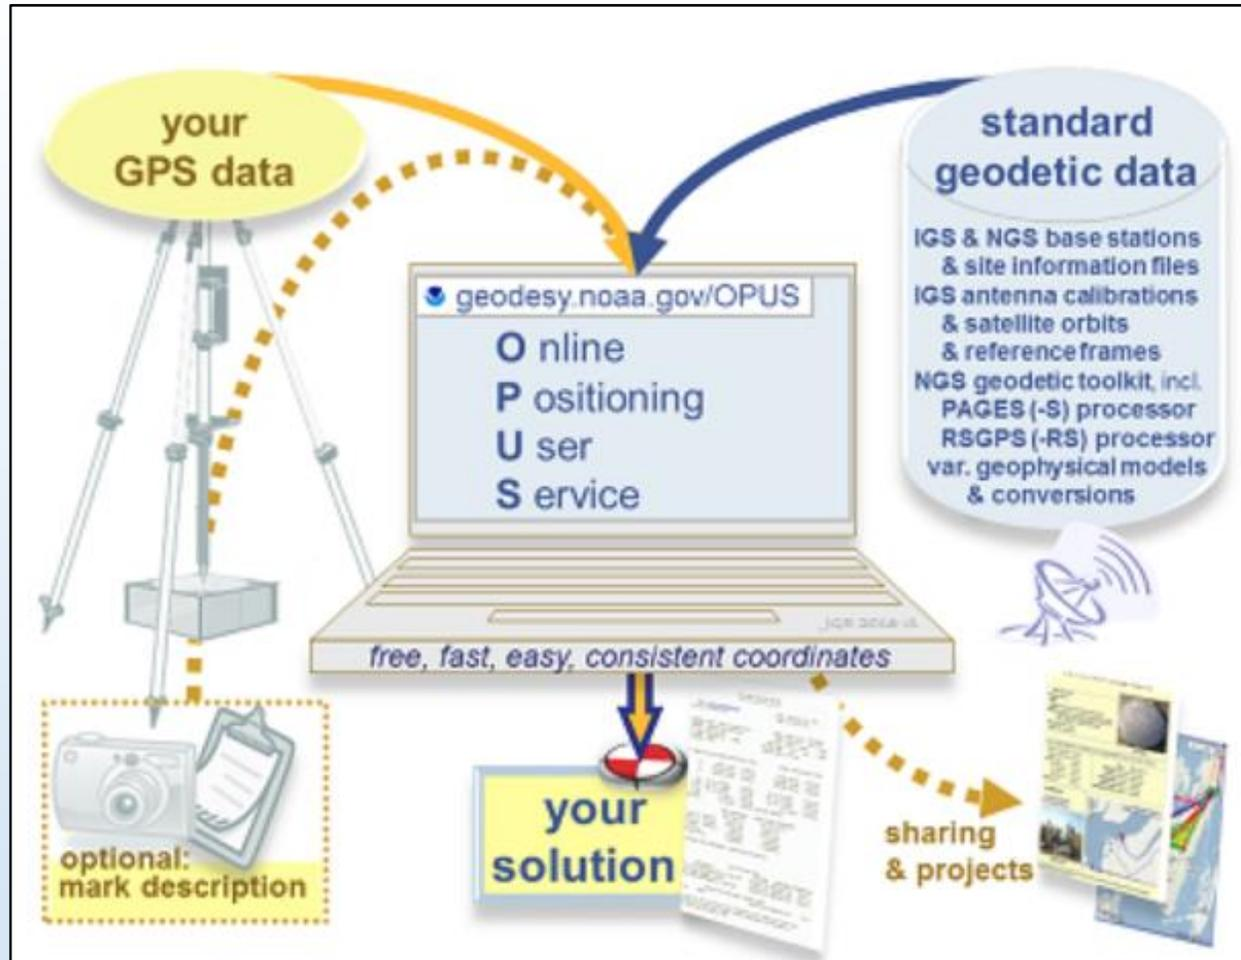 your
GPS data
standard
geodetic data
IGS & NGS base stations
& site information files
IGS antenna calibrations
& satellite orbits
& reference frames
NGS geodetic toolkit, incl.
PAGES (-S) processor
RSGPS (-RS) processor
var. geophysical models
& conversions
geodesy.noaa.gov/OPUS
O nline
P ositioning
U ser
S ervice
free, fast, easy, consistent coordinates
optional:
mark description
your
solution
sharing
& projects